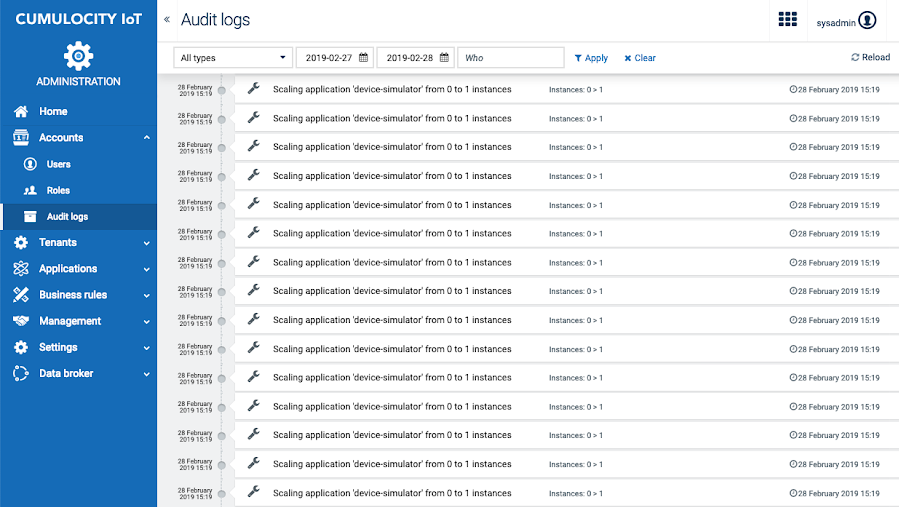 CUMULOCITY IoT
ADMINISTRATION
Home
Accounts
Users
Roles
Audit logs
Tenants
Applications
Business rules
Management
Settings
Data broker
« Audit logs
sysadmin
All types 2019-02-27 2019-02-28 Who Apply Clear Reload
28 February
2019 15:19
Scaling application 'device-simulator' from 0 to 1 instances Instances: 0 > 1 28 February 2019 15:19
28 February
2019 15:19
Scaling application 'device-simulator' from 0 to 1 instances Instances: 0 > 1 28 February 2019 15:19
28 February
2019 15:19
Scaling application 'device-simulator' from 0 to 1 instances Instances: 0 > 1 28 February 2019 15:19
28 February
2019 15:19
Scaling application 'device-simulator' from 0 to 1 instances Instances: 0 > 1 28 February 2019 15:19
28 February
2019 15:19
Scaling application 'device-simulator' from 0 to 1 instances Instances: 0 > 1 28 February 2019 15:19
28 February
2019 15:19
Scaling application 'device-simulator' from 0 to 1 instances Instances: 0 > 1 28 February 2019 15:19
28 February
2019 15:19
Scaling application 'device-simulator' from 0 to 1 instances Instances: 0 > 1 28 February 2019 15:19
28 February
2019 15:19
Scaling application 'device-simulator' from 0 to 1 instances Instances: 0 > 1 28 February 2019 15:19
28 February
2019 15:19
Scaling application 'device-simulator' from 0 to 1 instances Instances: 0 > 1 28 February 2019 15:19
28 February
2019 15:19
Scaling application 'device-simulator' from 0 to 1 instances Instances: 0 > 1 28 February 2019 15:19
28 February
2019 15:19
Scaling application 'device-simulator' from 0 to 1 instances Instances: 0 > 1 28 February 2019 15:19
28 February
2019 15:19
Scaling application 'device-simulator' from 0 to 1 instances Instances: 0 > 1 28 February 2019 15:19
28 February
2019 15:19
Scaling application 'device-simulator' from 0 to 1 instances Instances: 0 > 1 28 February 2019 15:19
28 February
2019 15:19
Scaling application 'device-simulator' from 0 to 1 instances Instances: 0 > 1 28 February 2019 15:19
28 February
2019 15:19
Scaling application 'device-simulator' from 0 to 1 instances Instances: 0 > 1 28 February 2019 15:19